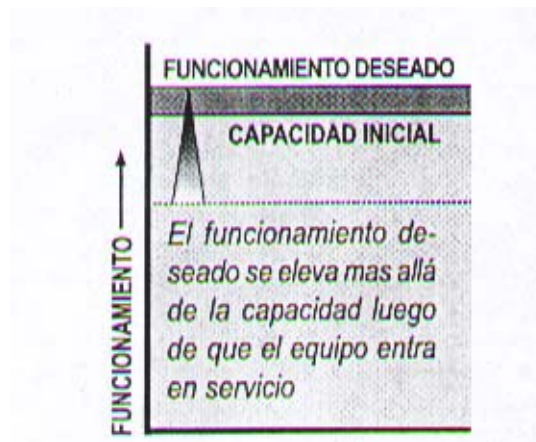 FUNCIONAMIENTO DESEADO
CAPACIDAD INICIAL
El funcionamiento de-
seado se eleva mas allá
de la capacidad luego
de que el equipo entra
en servicio
FUNCIONAMIENTO